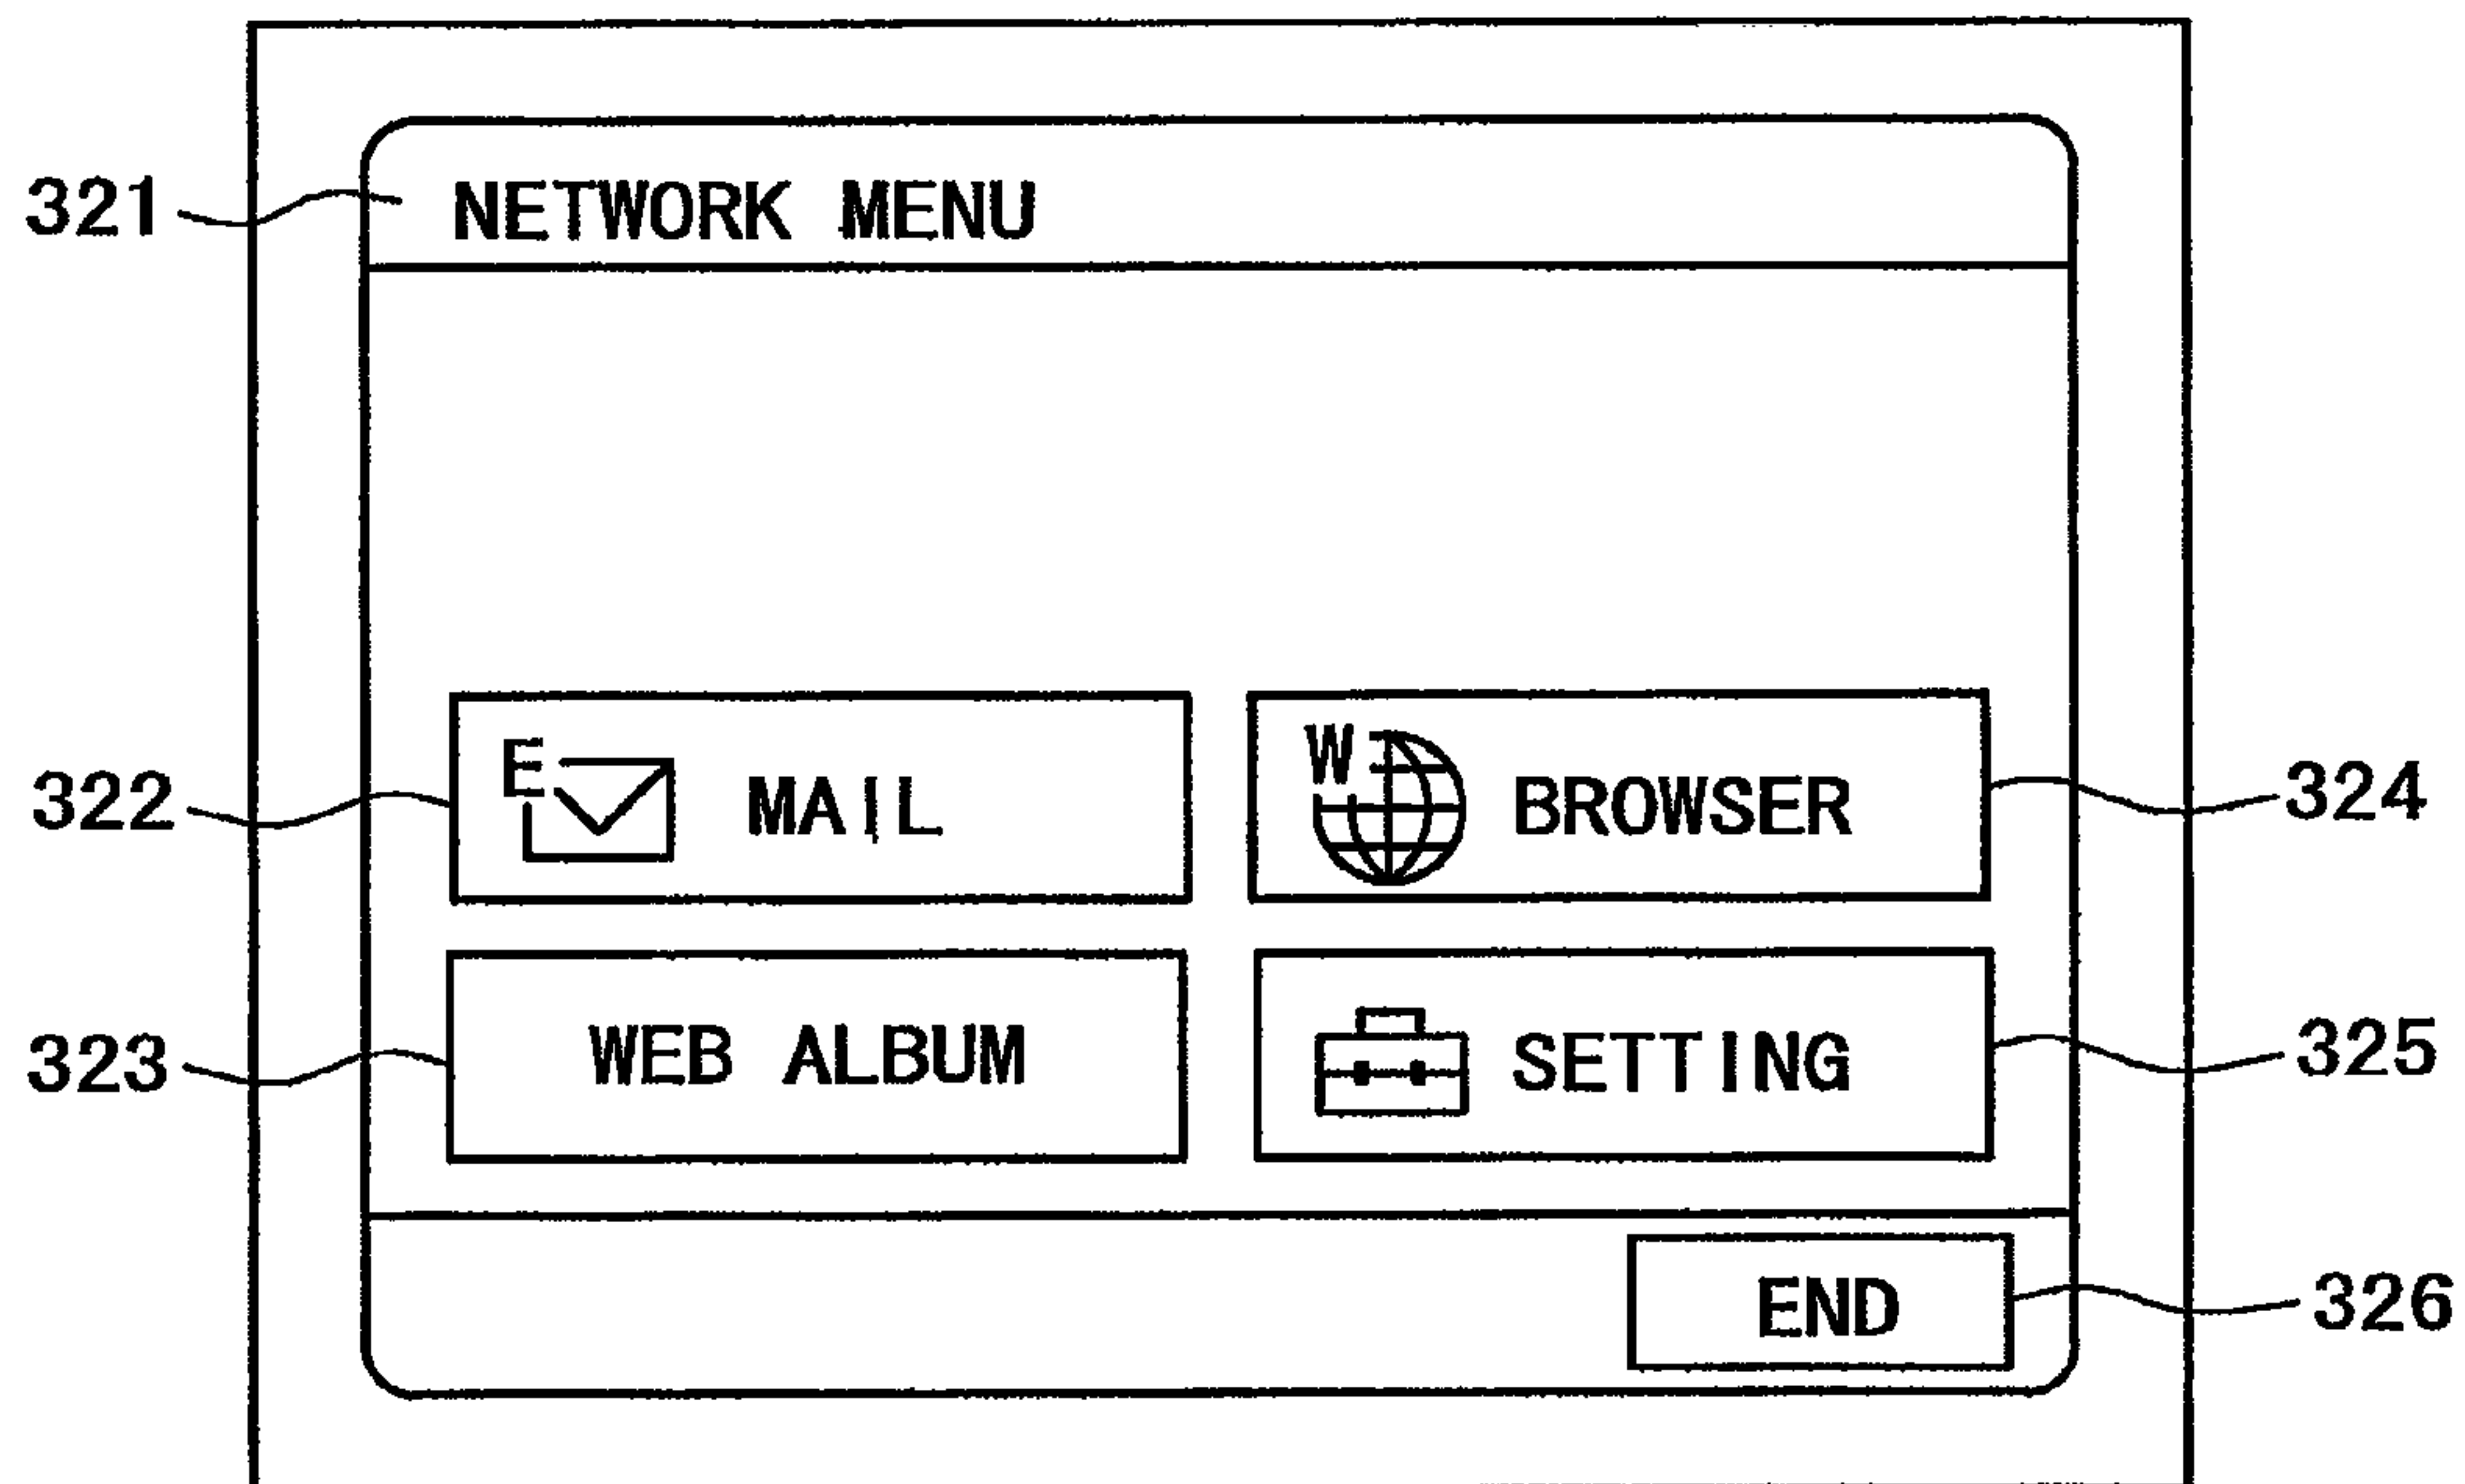 321 NETWORK MENU
322 E MAIL W BROWSER 324
323 WEB ALBUM SETTING 325
END 326